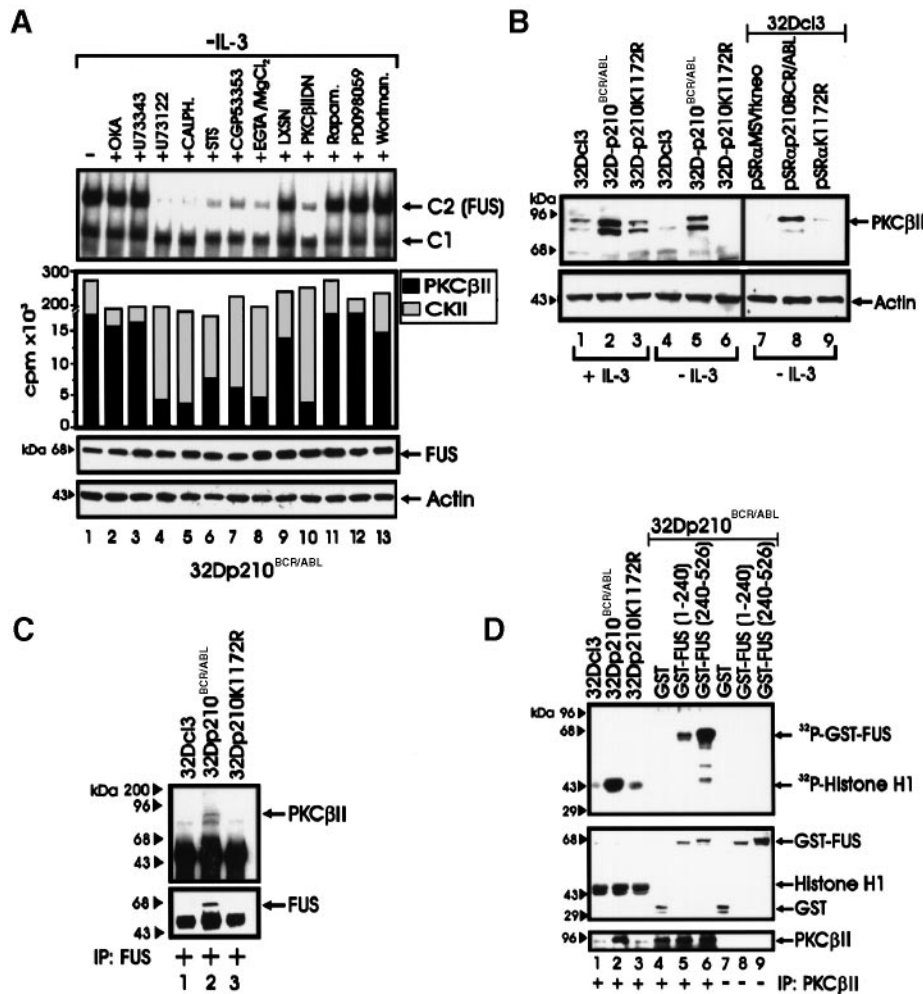 A
-IL-3
-
+OKA
+U73343
+U73122
+CALPH.
+STS
+CGP53353
+EGTA/MgCl₂
+LXSN
+PKCβIIDN
+Rapam.
+PD098059
+Wortman.
C2 (FUS)
C1
cpm x10³
300
200
15
10
5
0
PKCβII
CKII
kDa 68
FUS
43
Actin
1 2 3 4 5 6 7 8 9 10 11 12 13
32Dp210BCR/ABL
B
32Dcl3
32Dcl3
32D-p210BCR/ABL
32D-p210K1172R
32Dcl3
32D-p210BCR/ABL
32D-p210K1172R
pSRαMSVtkneo
pSRαp210BCR/ABL
pSRαK1172R
kDa
96
68
PKCβII
43
Actin
1 2 3 4 5 6 7 8 9
+ IL-3 - IL-3 - IL-3
C
32Dcl3
32Dp210BCR/ABL
32Dp210K1172R
kDa 200
96
68
43
PKCβII
68
43
FUS
IP: FUS + + +
1 2 3
D
32Dp210BCR/ABL
32Dcl3
32Dp210BCR/ABL
32Dp210K1172R
GST
GST-FUS (1-240)
GST-FUS (240-526)
GST
GST-FUS (1-240)
GST-FUS (240-526)
kDa 96
68
43
29
³²P-GST-FUS
³²P-Histone H1
68
43
29
GST-FUS
Histone H1
GST
96
PKCβII
1 2 3 4 5 6 7 8 9
+ + + + + + - - - IP: PKCβII